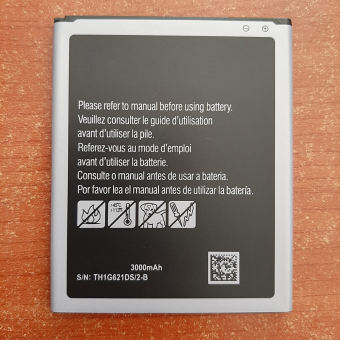 Please refer to manual before using battery.
Veuillez consulter le guide d'utilisation
avant d'utiliser la pile.
Referez-vous au mode d'emploi
avant d'utiliser la batterie.
Consulte o manual antes de usar a bateria.
Por favor lea el manual antes de utilizar la batería.
3000mAh
S/N: TH1G621DS/2-B